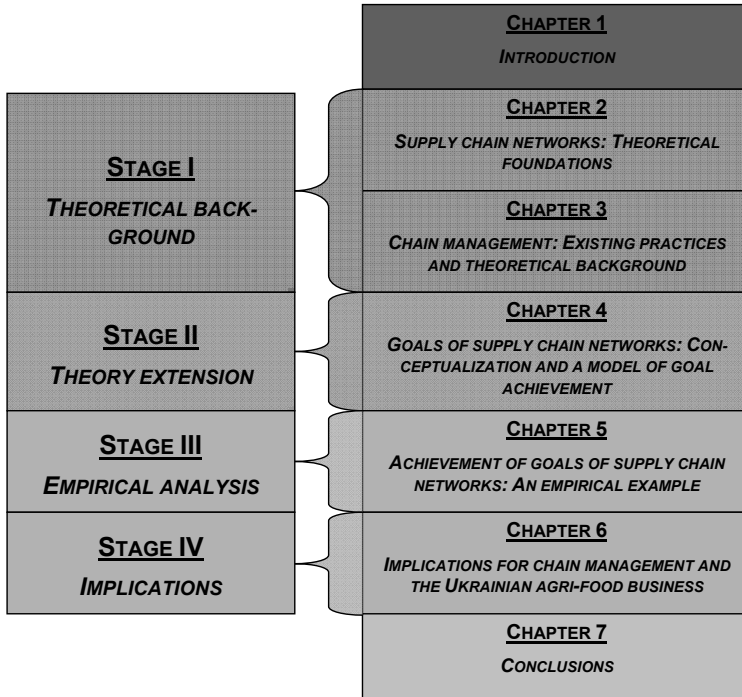 CHAPTER 1
INTRODUCTION
STAGE I
THEORETICAL BACK-
GROUND
CHAPTER 2
SUPPLY CHAIN NETWORKS: THEORETICAL
FOUNDATIONS
CHAPTER 3
CHAIN MANAGEMENT: EXISTING PRACTICES
AND THEORETICAL BACKGROUND
STAGE II
THEORY EXTENSION
CHAPTER 4
GOALS OF SUPPLY CHAIN NETWORKS: CON-
CEPTUALIZATION AND A MODEL OF GOAL
ACHIEVEMENT
STAGE III
EMPIRICAL ANALYSIS
CHAPTER 5
ACHIEVEMENT OF GOALS OF SUPPLY CHAIN
NETWORKS: AN EMPIRICAL EXAMPLE
STAGE IV
IMPLICATIONS
CHAPTER 6
IMPLICATIONS FOR CHAIN MANAGEMENT AND
THE UKRAINIAN AGRI-FOOD BUSINESS
CHAPTER 7
CONCLUSIONS